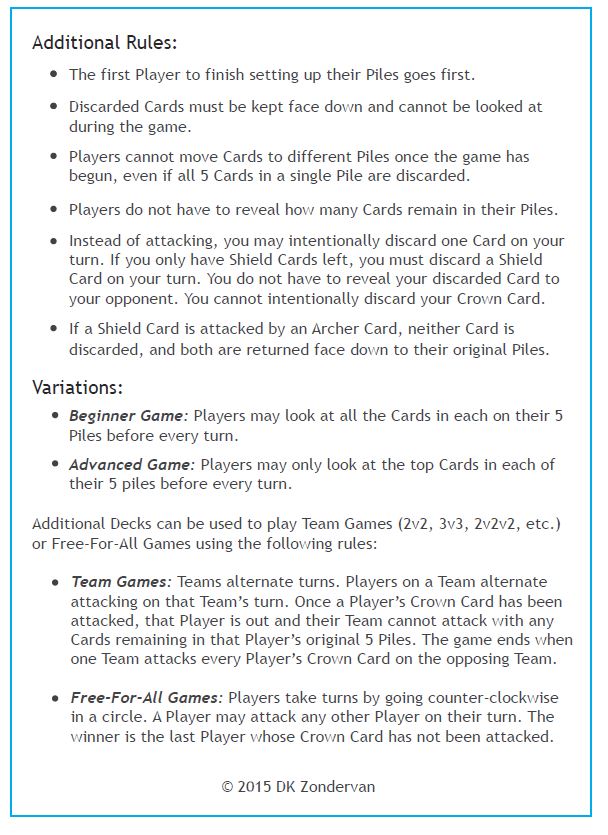 Additional Rules:
• The first Player to finish setting up their Piles goes first.
• Discarded Cards must be kept face down and cannot be looked at
during the game.
• Players cannot move Cards to different Piles once the game has
begun, even if all 5 Cards in a single Pile are discarded.
• Players do not have to reveal how many Cards remain in their Piles.
• Instead of attacking, you may intentionally discard one Card on your
turn. If you only have Shield Cards left, you must discard a Shield
Card on your turn. You do not have to reveal your discarded Card to
your opponent. You cannot intentionally discard your Crown Card.
• If a Shield Card is attacked by an Archer Card, neither Card is
discarded, and both are returned face down to their original Piles.
Variations:
• Beginner Game: Players may look at all the Cards in each on their 5
Piles before every turn.
• Advanced Game: Players may only look at the top Cards in each of
their 5 piles before every turn.
Additional Decks can be used to play Team Games (2v2, 3v3, 2v2v2, etc.)
or Free-For-All Games using the following rules:
• Team Games: Teams alternate turns. Players on a Team alternate
attacking on that Team’s turn. Once a Player’s Crown Card has been
attacked, that Player is out and their Team cannot attack with any
Cards remaining in that Player’s original 5 Piles. The game ends when
one Team attacks every Player’s Crown Card on the opposing Team.
• Free-For-All Games: Players take turns by going counter-clockwise
in a circle. A Player may attack any other Player on their turn. The
winner is the last Player whose Crown Card has not been attacked.
© 2015 DK Zondervan